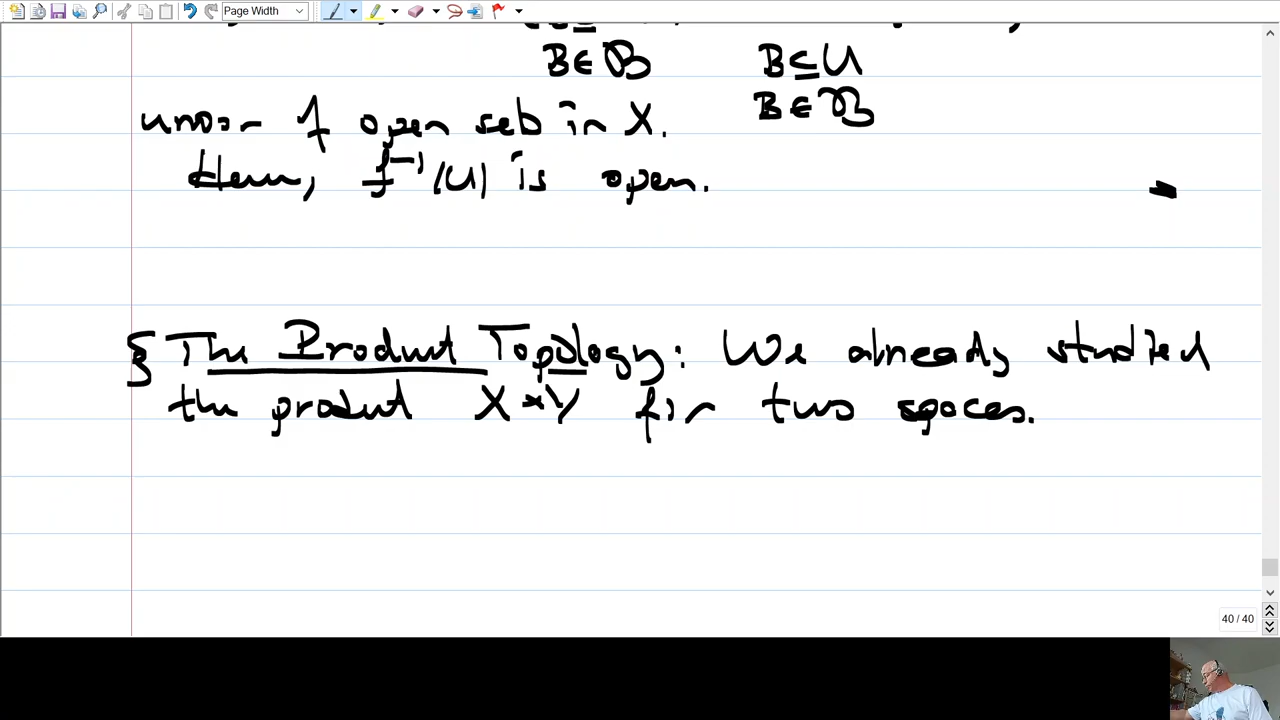 Page Width
B∈ℬ B⊆U
B∈ℬ
union of open sets in X.
Hence, f⁻¹(U) is open.
§ The Product Topology: We already studied
the product X×Y for two spaces.
40 / 40